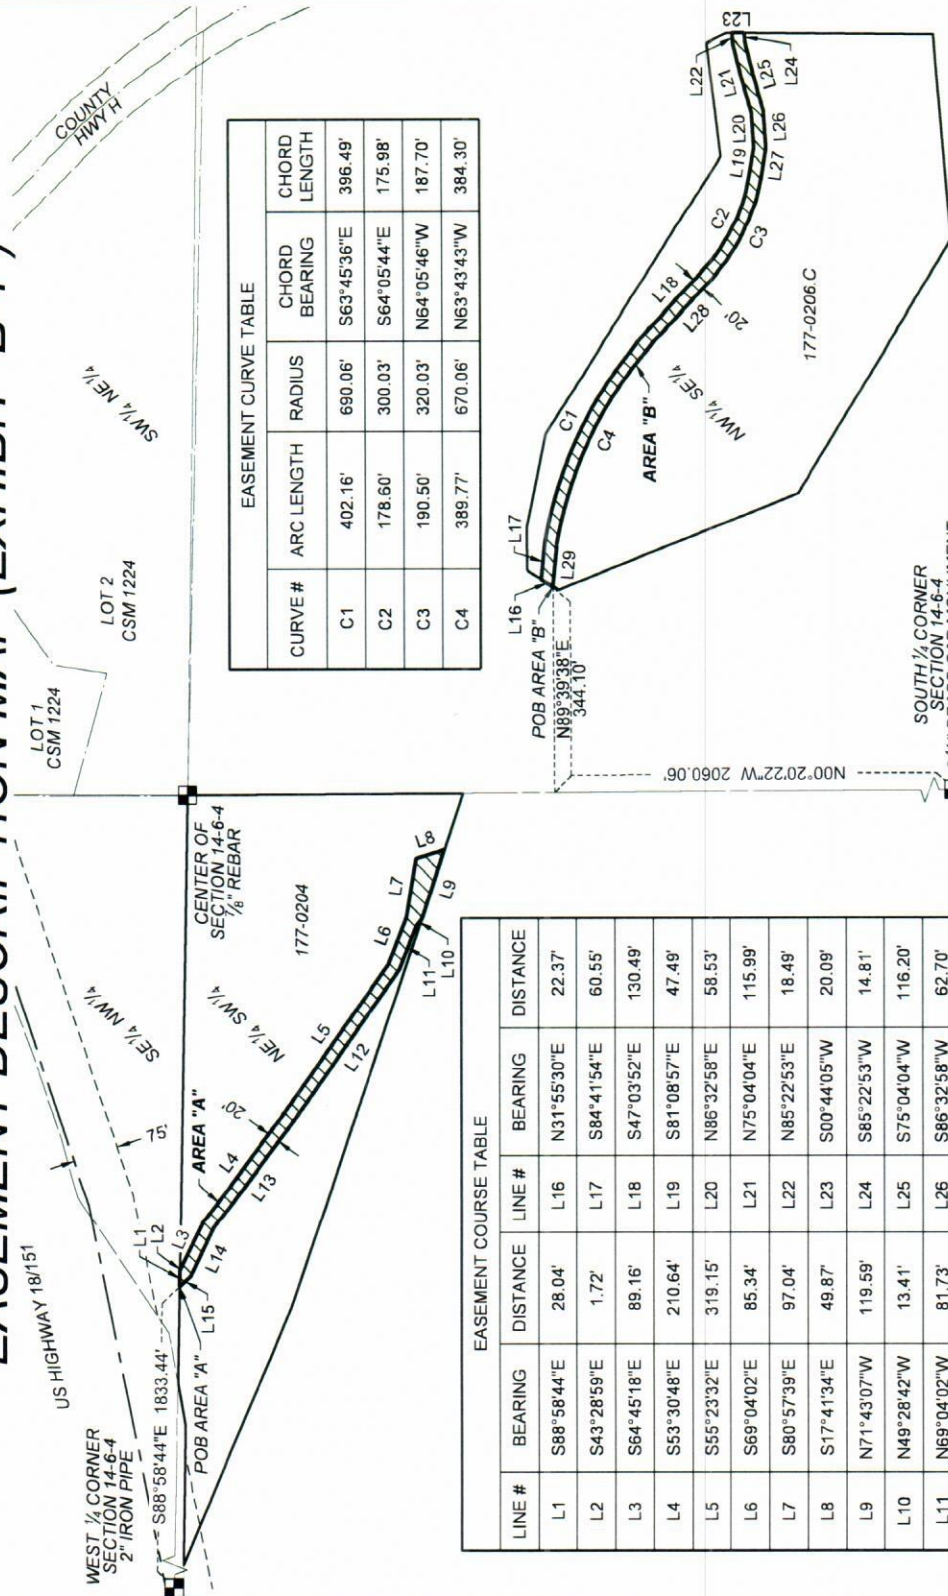 COUNTY
HWY H
SW¼ NE¼
LOT 2
CSM 1224
LOT 1
CSM 1224
US HIGHWAY 18/151
75'
SE¼ NW¼
WEST ¼ CORNER
SECTION 14-6-4
2" IRON PIPE
S88°58'44"E 1833.44'
POB AREA "A"
L1
L2
L3
L15
L14
AREA "A"
L4
L13
20'
NE¼ SW¼
L5
L12
L6
L7
L8
L9
L11
L10
CENTER OF
SECTION 14-6-4
⅞" REBAR
177-0204
EASEMENT CURVE TABLE
CURVE # ARC LENGTH RADIUS CHORD BEARING CHORD LENGTH
C1 402.16' 690.06' S63°45'36"E 396.49'
C2 178.60' 300.03' S64°05'44"E 175.98'
C3 190.50' 320.03' N64°05'46"W 187.70'
C4 389.77' 670.06' N63°43'43"W 384.30'
L16
L17
POB AREA "B"
L29
N89°39'38"E
344.10'
N00°20'22"W 2060.06'
C1
C4
AREA "B"
NW¼ SE¼
L18
L28
20'
C2
C3
L19
L20
L27
L26
L21
L25
L22
L23
L24
177-0206.C
SOUTH ¼ CORNER
SECTION 14-6-4
EASEMENT COURSE TABLE
LINE # BEARING DISTANCE LINE # BEARING DISTANCE
L1 S88°58'44"E 28.04' L16 N31°55'30"E 22.37'
L2 S43°28'59"E 1.72' L17 S84°41'54"E 60.55'
L3 S64°45'18"E 89.16' L18 S47°03'52"E 130.49'
L4 S53°30'48"E 210.64' L19 S81°08'57"E 47.49'
L5 S55°23'32"E 319.15' L20 N86°32'58"E 58.53'
L6 S69°04'02"E 85.34' L21 N75°04'04"E 115.99'
L7 S80°57'39"E 97.04' L22 N85°22'53"E 18.49'
L8 S17°41'34"E 49.87' L23 S00°44'05"W 20.09'
L9 N71°43'07"W 119.59' L24 S85°22'53"W 14.81'
L10 N49°28'42"W 13.41' L25 S75°04'04"W 116.20'
L11 N69°04'02"W 81.73' L26 S86°32'58"W 62.70'